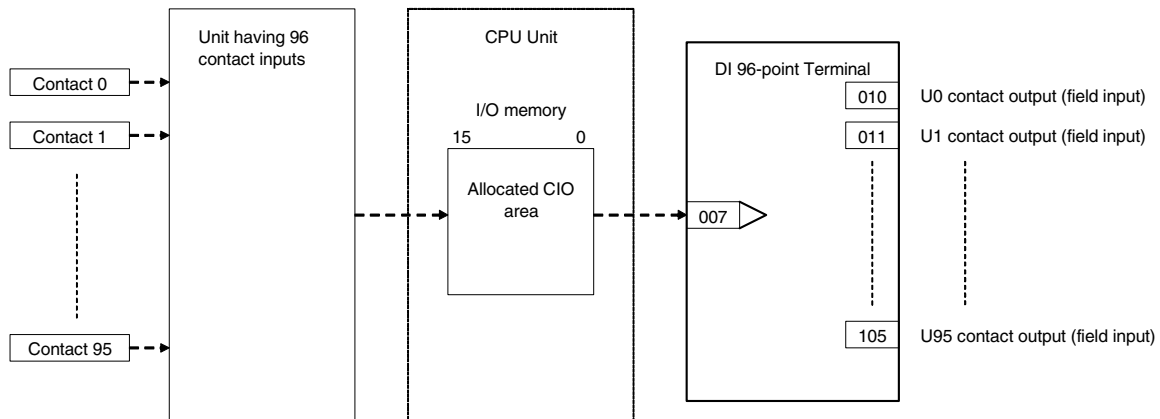 Unit having 96
contact inputs
CPU Unit
DI 96-point Terminal
Contact 0
010
U0 contact output (field input)
I/O memory
Contact 1
15
0
011
U1 contact output (field input)
Allocated CIO
area
007
Contact 95
105
U95 contact output (field input)